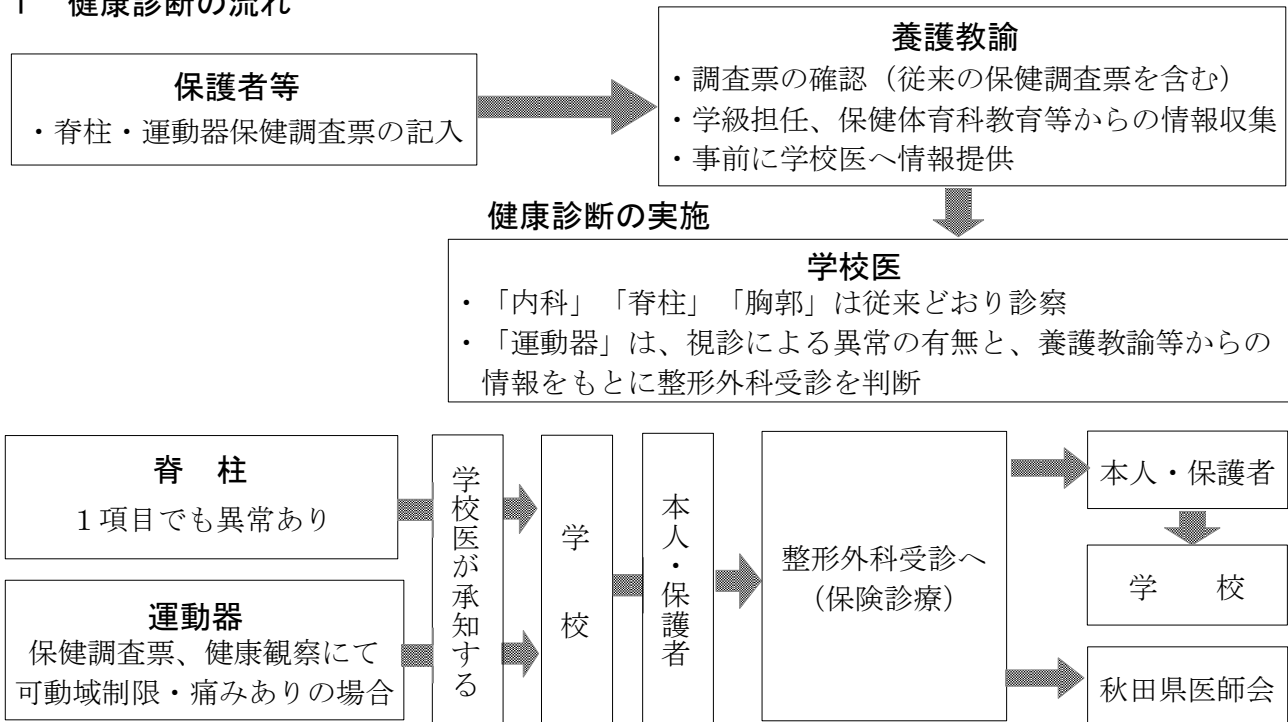 1 健康診断の流れ
保護者等
・脊柱・運動器保健調査票の記入
養護教諭
・調査票の確認（従来の保健調査票を含む）
・学級担任、保健体育科教育等からの情報収集
・事前に学校医へ情報提供
健康診断の実施
学校医
・「内科」「脊柱」「胸郭」は従来どおり診察
・「運動器」は、視診による異常の有無と、養護教諭等からの
情報をもとに整形外科受診を判断
脊　柱
１項目でも異常あり
運動器
保健調査票、健康観察にて
可動域制限・痛みありの場合
学校医が承知する
学校
本人・保護者
整形外科受診へ
（保険診療）
本人・保護者
学　校
秋田県医師会